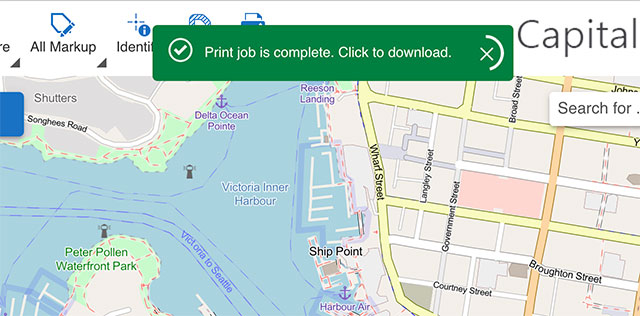 re
All Markup
Identif
Print job is complete. Click to download.
Capital
Shutters
Songhees Road
Delta Ocean
Pointe
Reeson
Landing
Search for .
Broad Street
Johns
Wharf Street
Langley Street
Government Street
Victoria Inner
Harbour
Victoria to Seattle
Peter Pollen
Waterfront Park
Ship Point
Harbour Air
Broughton Street
Courtney Street